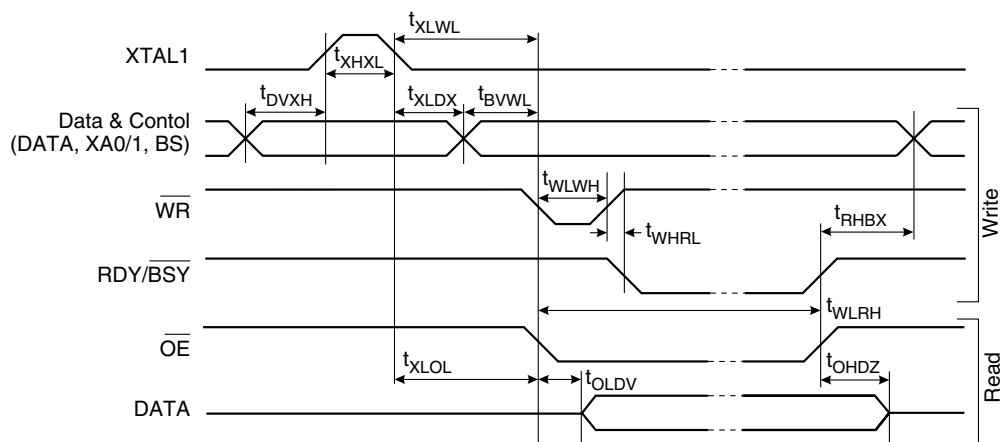 tXLWL
XTAL1
tXHXL
tDVXH
tXLDX
tBVWL
Data & Contol
(DATA, XA0/1, BS)
tWLWH
WR
tRHBX
tWHRL
Write
RDY/BSY
tWLRH
OE
tXLOL
tOLDV
tOHDZ
Read
DATA